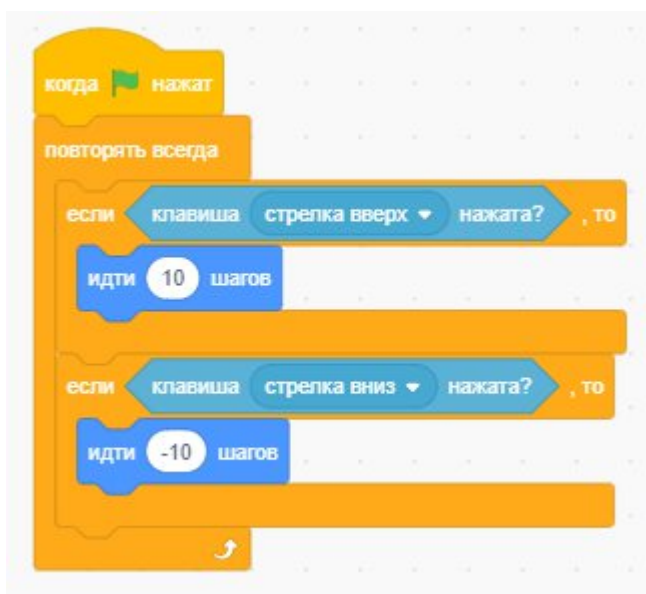 когда нажат
повторять всегда
если клавиша стрелка вверх нажата? , то
идти 10 шагов
если клавиша стрелка вниз нажата? , то
идти -10 шагов